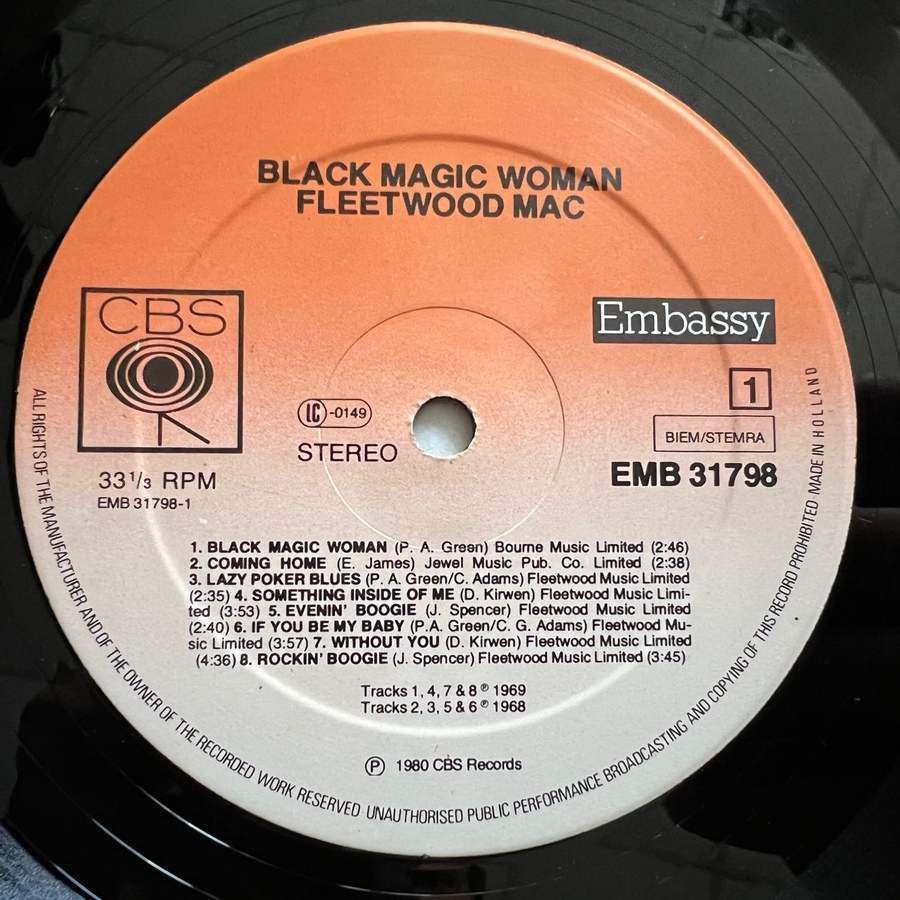 BLACK MAGIC WOMAN
FLEETWOOD MAC
CBS
Embassy
1
LC-0149
STEREO
BIEM/STEMRA
33 1/3 RPM
EMB 31798
EMB 31798-1
1. BLACK MAGIC WOMAN (P. A. Green) Bourne Music Limited (2:46)
2. COMING HOME (E. James) Jewel Music Pub. Co. Limited (2:38)
3. LAZY POKER BLUES (P. A. Green/C. Adams) Fleetwood Music Limited
(2:35) 4. SOMETHING INSIDE OF ME (D. Kirwen) Fleetwood Music Limi-
ted (3:53) 5. EVENIN' BOOGIE (J. Spencer) Fleetwood Music Limited
(2:40) 6. IF YOU BE MY BABY (P.A. Green/C. G. Adams) Fleetwood Mu-
sic Limited (3:57) 7. WITHOUT YOU (D. Kirwen) Fleetwood Music Limited
(4:36) 8. ROCKIN' BOOGIE (J. Spencer) Fleetwood Music Limited (3:45)
Tracks 1, 4, 7 & 8 ℗ 1969
Tracks 2, 3, 5 & 6 ℗ 1968
℗ 1980 CBS Records
ALL RIGHTS OF THE MANUFACTURER AND OF THE OWNER OF THE RECORDED WORK RESERVED UNAUTHORISED PUBLIC PERFORMANCE BROADCASTING AND COPYING OF THIS RECORD PROHIBITED MADE IN HOLLAND